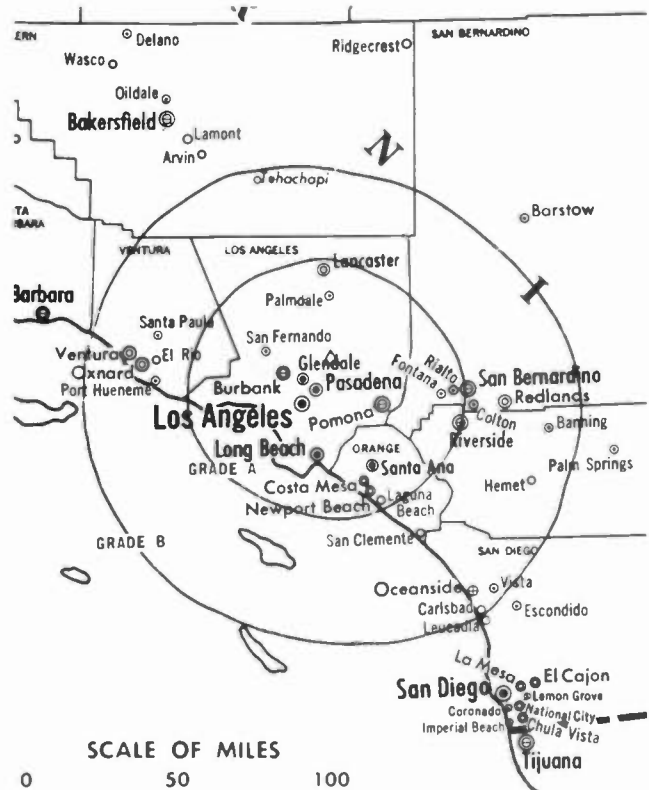 ERN
Delano
SAN BERNARDINO
Ridgecrest
Wasco
Oildale
Bakersfield
Lamont
Arvin
N
Tehachapi
TA
BARA
Barstow
VENTURA
LOS ANGELES
Lancaster
I
Barbara
Palmdale
Santa Paula
San Fernando
Ventura
El Rio
Glendale
Oxnard
Burbank
Pasadena
Rialto
San Bernardino
Fontana
Redlands
Port Hueneme
Los Angeles
Pomona
Colton
Banning
Riverside
Long Beach
ORANGE
GRADE A
Santa Ana
Palm Springs
Costa Mesa
Hemet
Newport Beach
Laguna
Beach
GRADE B
San Clemente
SAN DIEGO
Oceanside
Vista
Carlsbad
Escondido
Leucadia
La Mesa
El Cajon
San Diego
Lemon Grove
Coronado
National City
Imperial Beach
Chula Vista
SCALE OF MILES
Tijuana
0 50 100